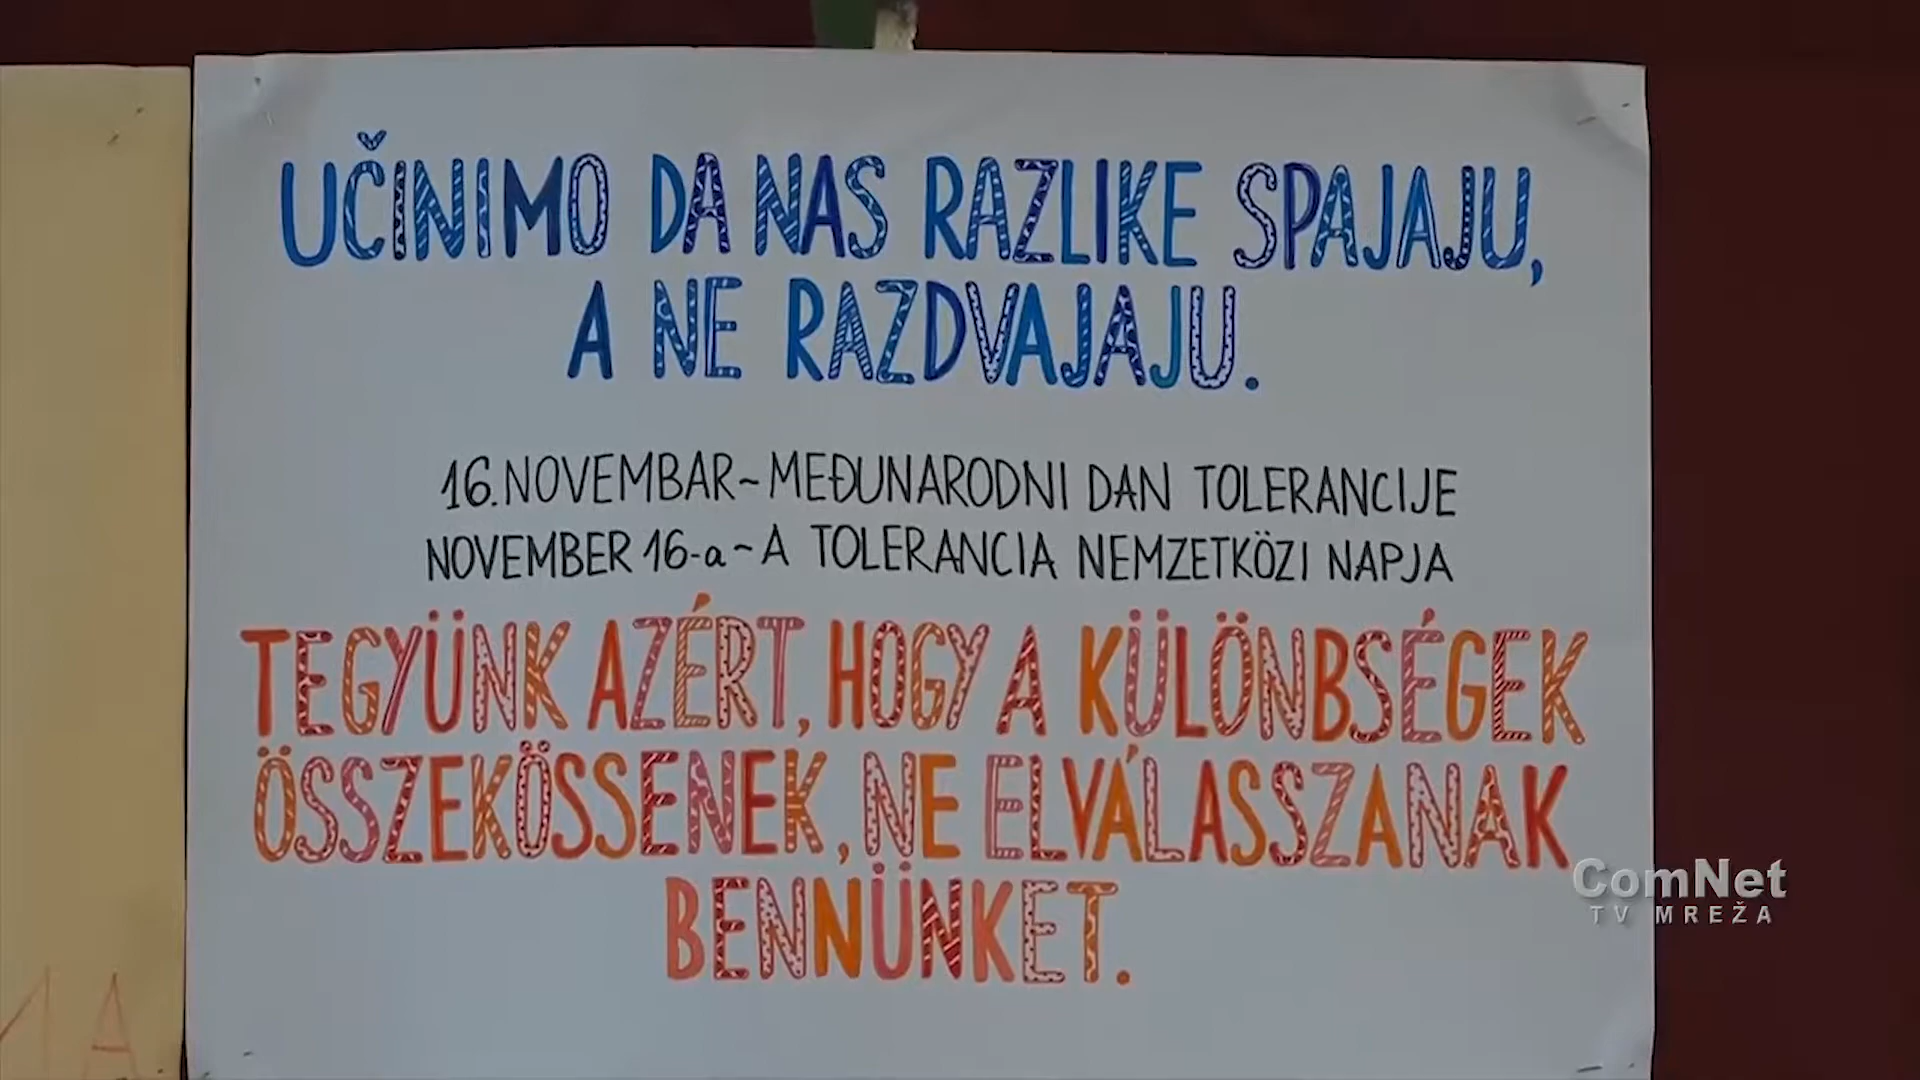 UČINIMO DA NAS RAZLIKE SPAJAJU,
A NE RAZDVAJAJU.
16. NOVEMBAR ~ MEĐUNARODNI DAN TOLERANCIJE
NOVEMBER 16-a ~ A TOLERANCIA NEMZETKÖZI NAPJA
TEGYÜNK AZÉRT, HOGY A KÜLÖNBSÉGEK
ÖSSZEKÖSSENEK, NE ELVÁLASSZANAK
BENNÜNKET.
ComNet
TV MREŽA